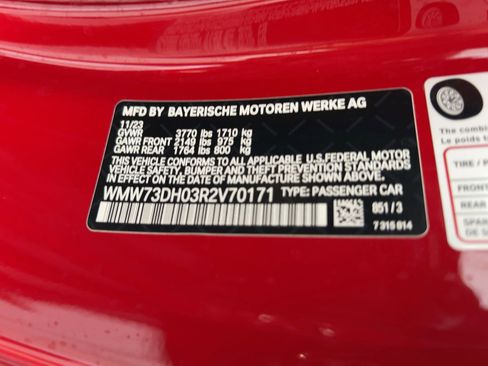 MFD BY BAYERISCHE MOTOREN WERKE AG
11/23
GVWR 3770 lbs 1710 kg
GAWR FRONT 2149 lbs 975 kg
GAWR REAR 1764 lbs 800 kg
THIS VEHICLE CONFORMS TO ALL APPLICABLE U.S.FEDERAL MOTOR
VEHICLE SAFETY, BUMPER AND THEFT PREVENTION STANDARDS
IN EFFECT ON THE DATE OF MANUFACTURE SHOWN ABOVE.
WMW73DH03R2V70171 TYPE: PASSENGER CAR
851 / 3
7 316 814
The combin
Le poids to
TIRE / P
FRONT
REAR
SPARE